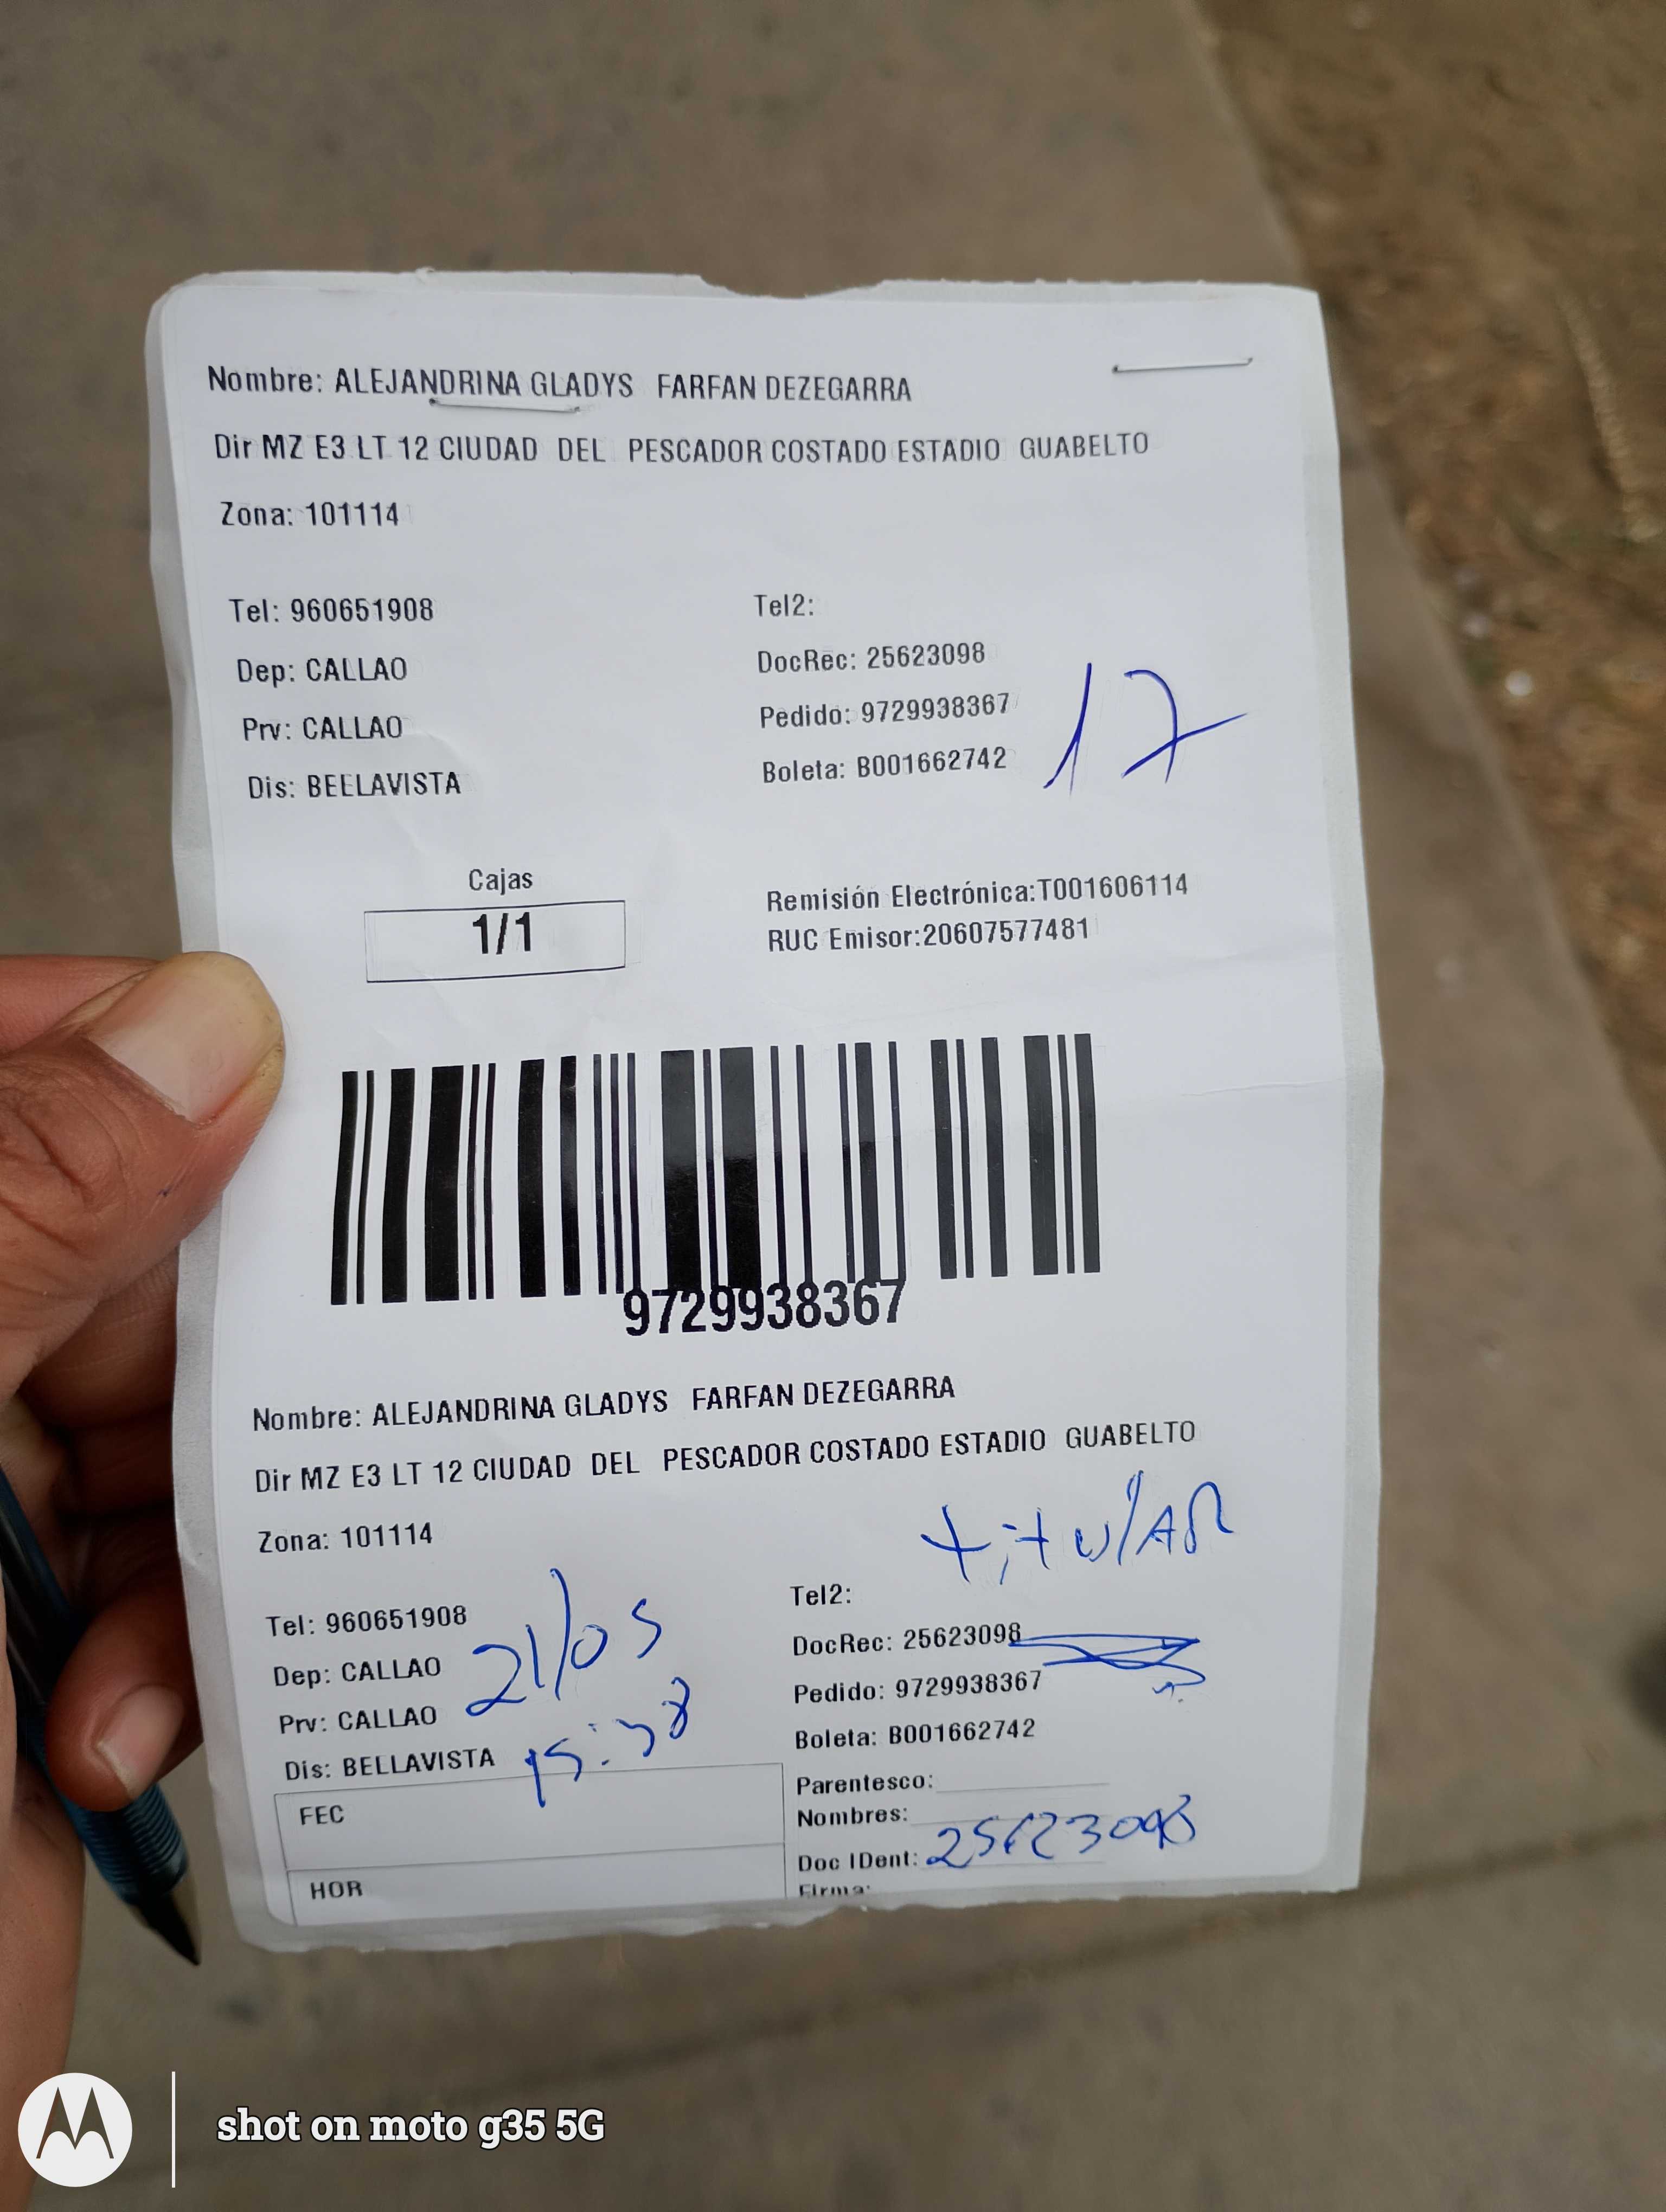 Nombre: ALEJANDRINA GLADYS FARFAN DEZEGARRA
Dir MZ E3 LT 12 CIUDAD DEL PESCADOR COSTADO ESTADIO GUABELTO
Zona: 101114
Tel: 960651908
Tel2:
Dep: CALLAO
DocRec: 25623098
Prv: CALLAO
Pedido: 9729938367
17
Dis: BELLAVISTA
Boleta: B001662742
Cajas
1/1
Remisión Electrónica:T001606114
RUC Emisor:20607577481
9729938367
Nombre: ALEJANDRINA GLADYS FARFAN DEZEGARRA
Dir MZ E3 LT 12 CIUDAD DEL PESCADOR COSTADO ESTADIO GUABELTO
Zona: 101114
titulAR
Tel: 960651908
Tel2:
21/05
Dep: CALLAO
DocRec: 25623098
Prv: CALLAO
Pedido: 9729938367
Dis: BELLAVISTA
Boleta: B001662742
FEC
Parentesco:
Nombres:
Doc IDent: 25623098
HOR
Firma:
shot on moto g35 5G